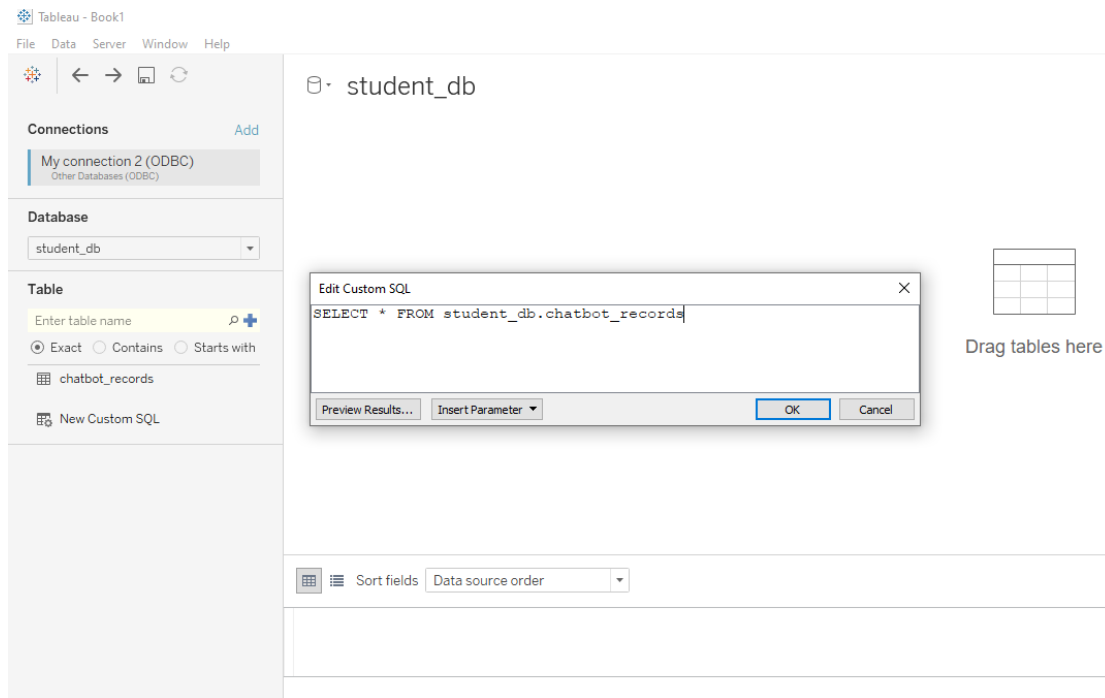 Tableau - Book1
File Data Server Window Help
student_db
Connections Add
My connection 2 (ODBC)
Other Databases (ODBC)
Database
student_db
Table
Enter table name
Exact Contains Starts with
chatbot_records
New Custom SQL
Edit Custom SQL
SELECT * FROM student_db.chatbot_records
Preview Results... Insert Parameter OK Cancel
Drag tables here
Sort fields Data source order